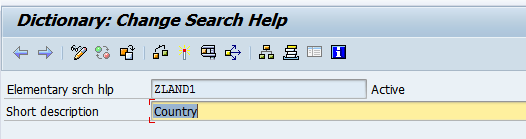 Dictionary: Change Search Help
Elementary srch hlp ZLAND1 Active
Short description Country